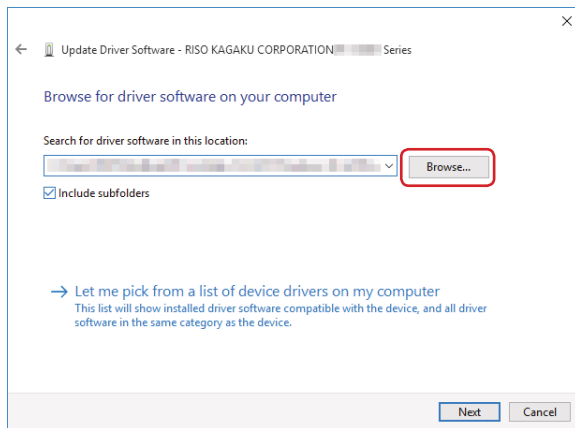 Update Driver Software - RISO KAGAKU CORPORATION Series
Browse for driver software on your computer
Search for driver software in this location:
Browse...
Include subfolders
Let me pick from a list of device drivers on my computer
This list will show installed driver software compatible with the device, and all driver
software in the same category as the device.
Next Cancel